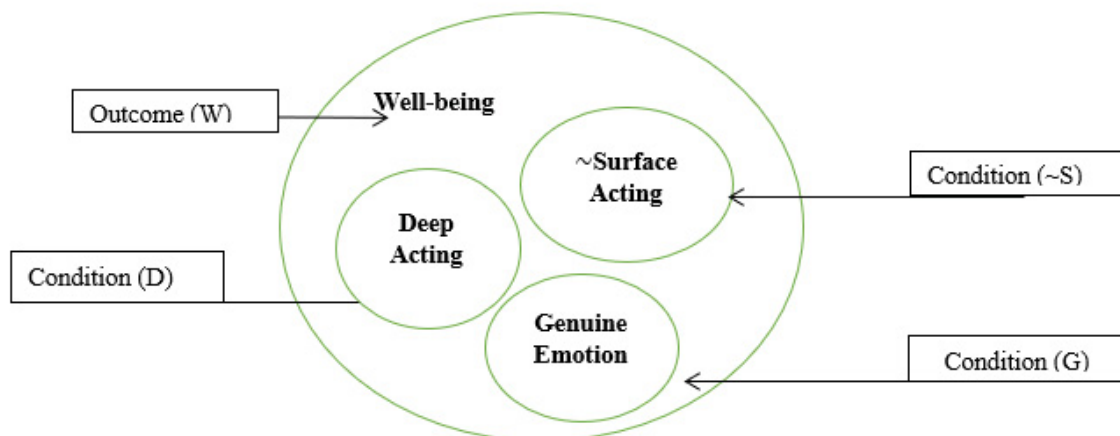 Well-being
Outcome (W)
~Surface
Acting
Condition (~S)
Deep
Acting
Condition (D)
Genuine
Emotion
Condition (G)